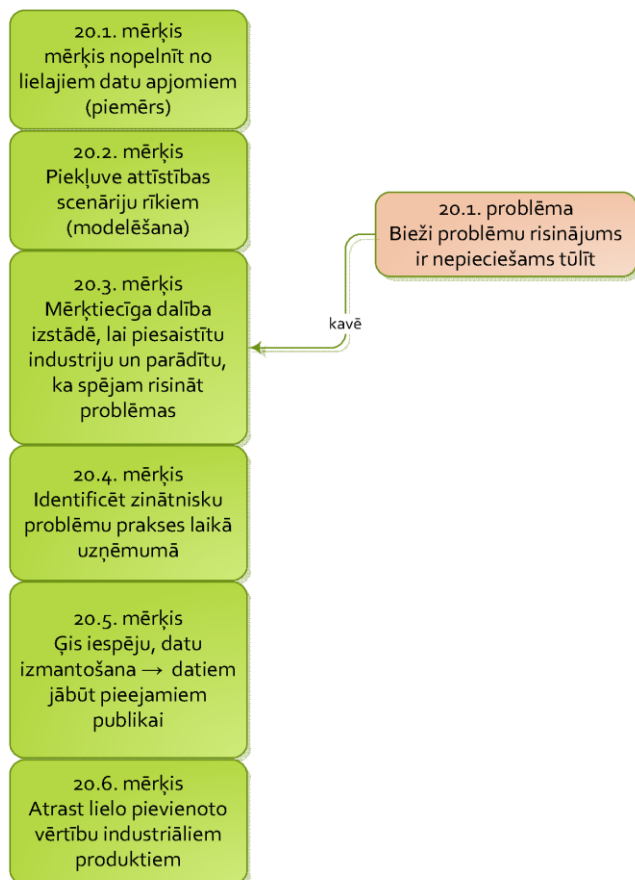 20.1. mērķis
mērķis nopelnīt no
lielajiem datu apjomiem
(piemērs)
20.2. mērķis
Piekļuve attīstības
scenāriju rīkiem
(modelēšana)
20.1. problēma
Bieži problēmu risinājums
ir nepieciešams tūlīt
kavē
20.3. mērķis
Mērķtiecīga dalība
izstādē, lai piesaistītu
industriju un parādītu,
ka spējam risināt
problēmas
20.4. mērķis
Identificēt zinātnisku
problēmu prakses laikā
uzņēmumā
20.5. mērķis
Ģis iespēju, datu
izmantošana → datiem
jābūt pieejamiem
publikai
20.6. mērķis
Atrast lielo pievienoto
vērtību industriāliem
produktiem